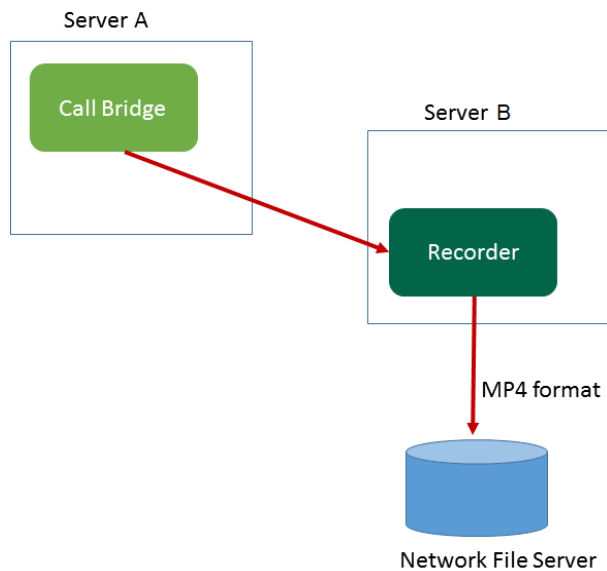 Server A
Call Bridge
Server B
Recorder
MP4 format
Network File Server